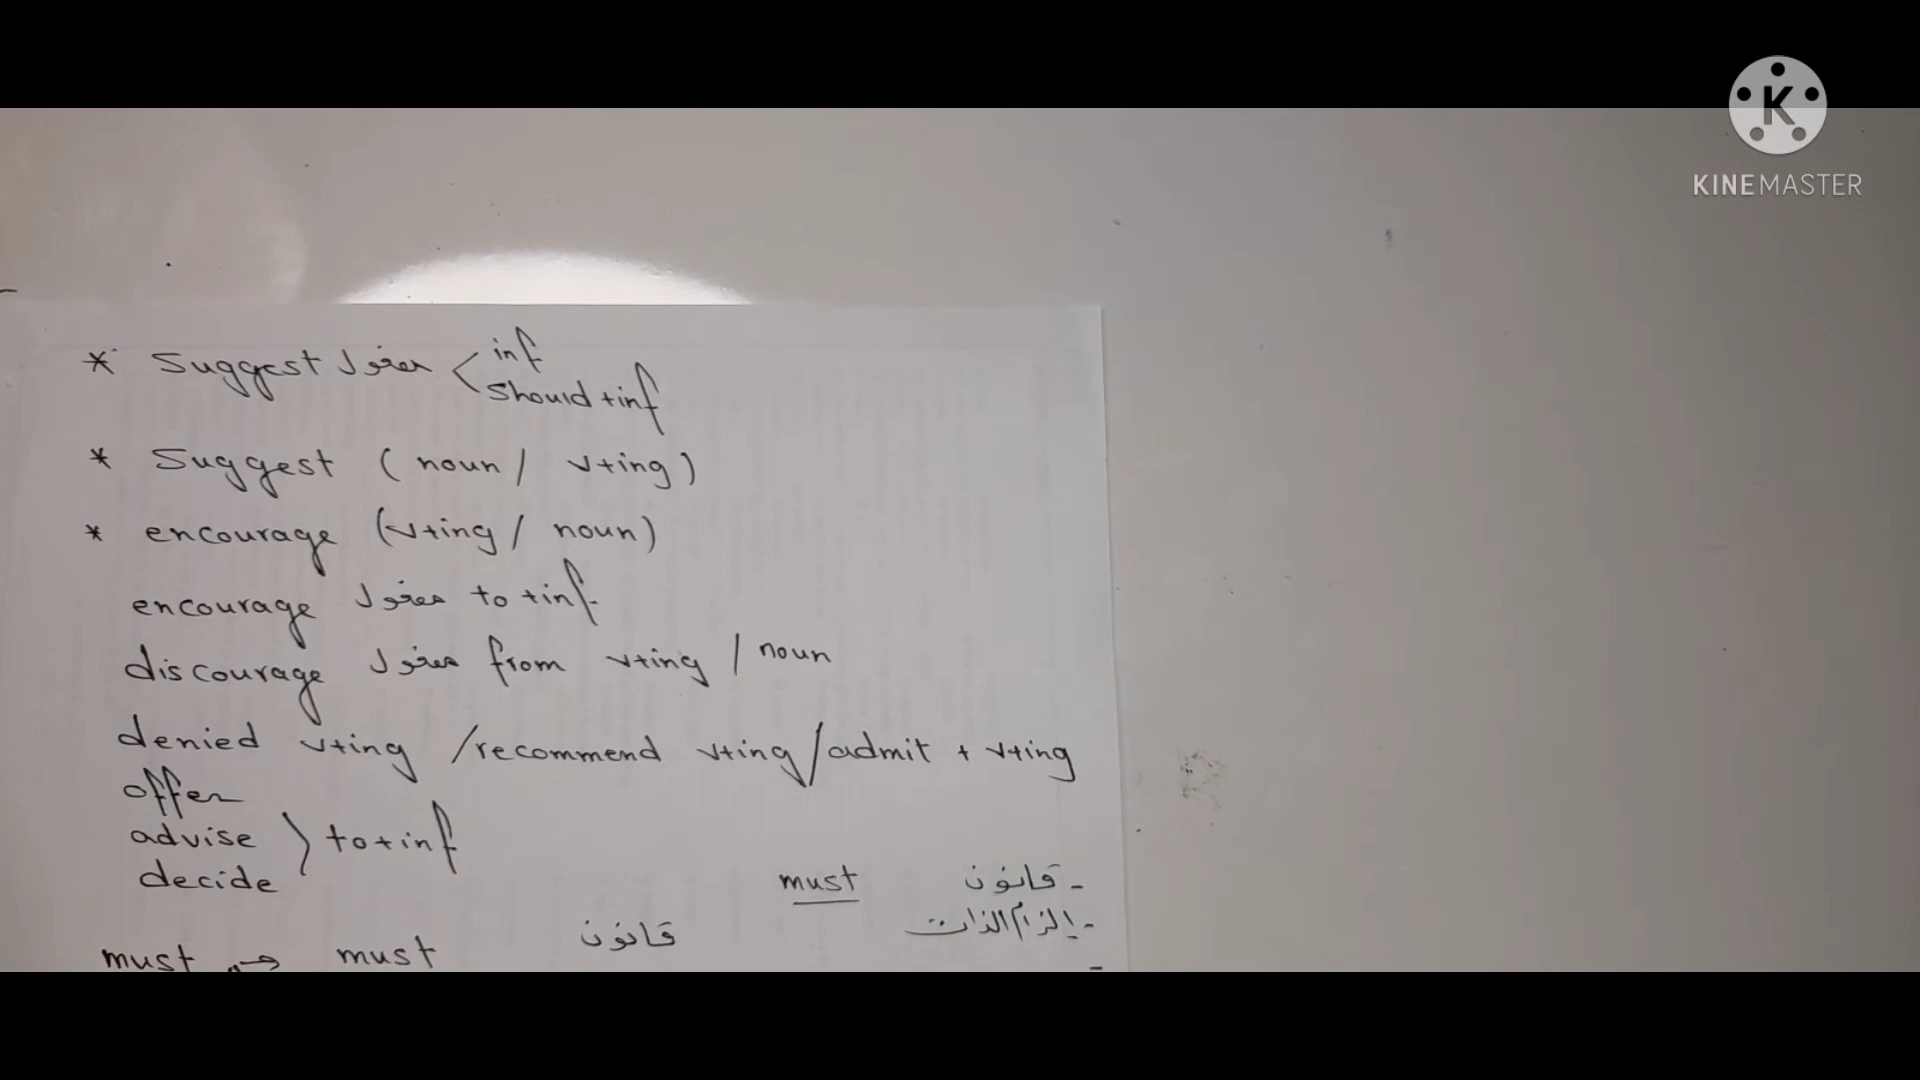 KINEMASTER
* Suggest مفعول < inf
should + inf
* Suggest (noun / v+ing)
* encourage (v+ing / noun)
encourage مفعول to + inf
discourage مفعول from v+ing / noun
denied v+ing / recommend v+ing / admit + v+ing
offer
advise } to + inf
decide
must - قانون
- إلزام الذات
must → must قانون